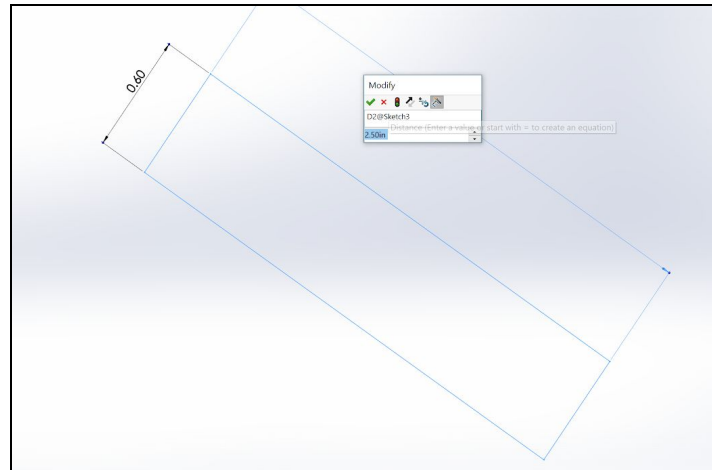 0.60
Modify
D2@Sketch3
Distance (Enter a value or start with = to create an equation)
2.50in